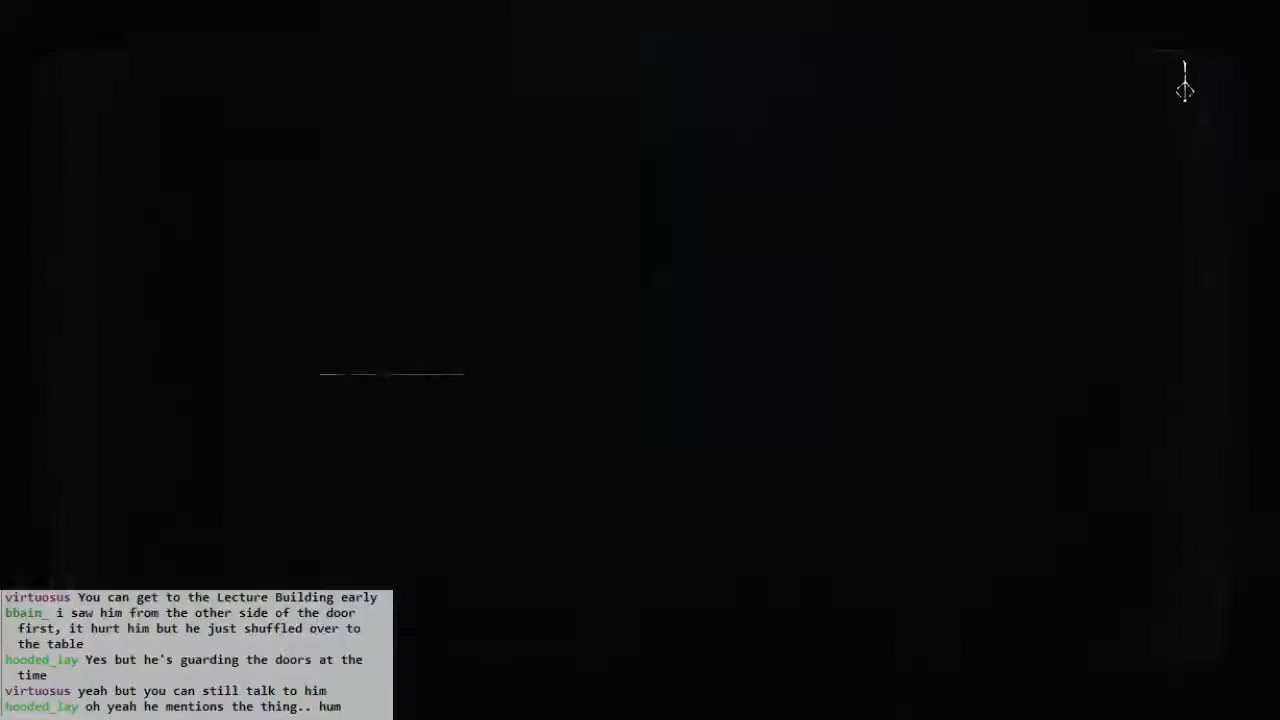 virtuosus You can get to the Lecture Building early
bbain_ i saw him from the other side of the door
first, it hurt him but he just shuffled over to
the table
hooded_lay Yes but he's guarding the doors at the
time
virtuosus yeah but you can still talk to him
hooded_lay oh yeah he mentions the thing.. hum